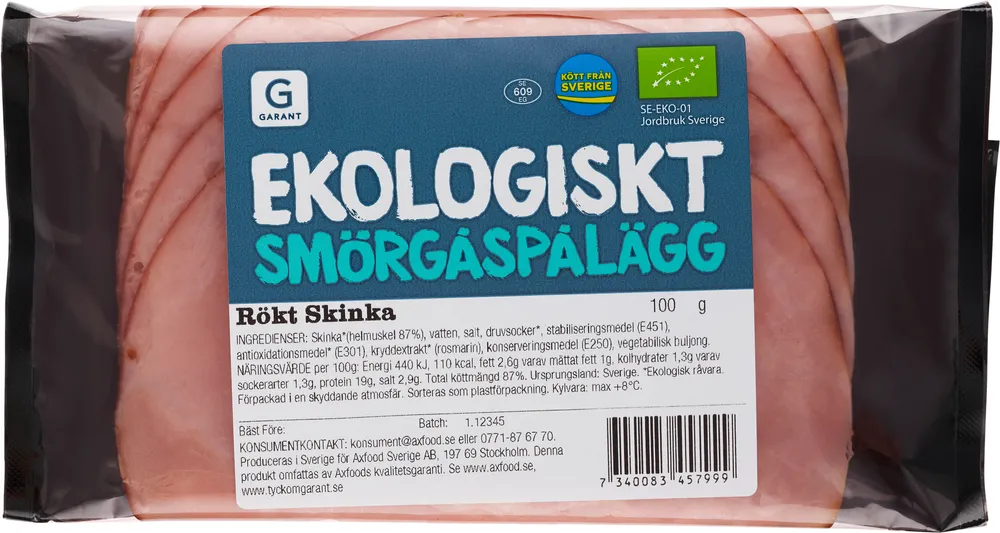 G
GARANT
SE
609
EG
KÖTT FRÅN
SVERIGE
SE-EKO-01
Jordbruk Sverige
EKOLOGISKT
SMÖRGÅSPÅLÄGG
Rökt Skinka 100 g
INGREDIENSER: Skinka*(helmuskel 87%), vatten, salt, druvsocker*, stabiliseringsmedel (E451),
antioxidationsmedel* (E301), kryddextrakt* (rosmarin), konserveringsmedel (E250), vegetabilisk buljong.
NÄRINGSVÄRDE per 100g: Energi 440 kJ, 110 kcal, fett 2,6g varav mättat fett 1g, kolhydrater 1,3g varav
sockerarter 1,3g, protein 19g, salt 2,9g. Total köttmängd 87%. Ursprungsland: Sverige. *Ekologisk råvara.
Förpackad i en skyddande atmosfär. Sorteras som plastförpackning. Kylvara: max +8°C.
Bäst Före: Batch: 1.12345
KONSUMENTKONTAKT: konsument@axfood.se eller 0771-87 67 70.
Produceras i Sverige för Axfood Sverige AB, 197 69 Stockholm. Denna
produkt omfattas av Axfoods kvalitetsgaranti. Se www.axfood.se,
www.tyckomgarant.se
7 340083 457999